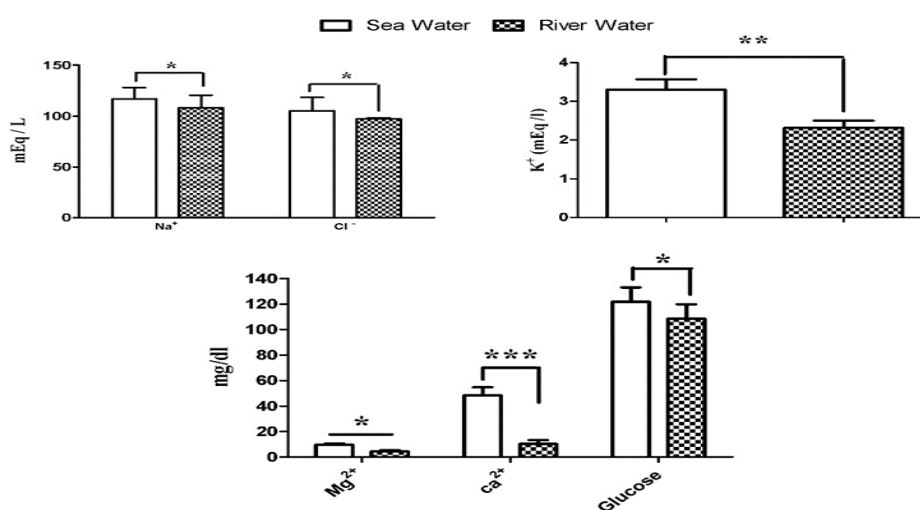 Sea Water River Water
mEq / L
150
100
50
0
*
*
Na⁺
Cl ⁻
K⁺ (mEq /l)
4
3
2
1
0
**
mg/dl
140
120
100
80
60
40
20
0
*
***
*
Mg²⁺
ca²⁺
Glucose